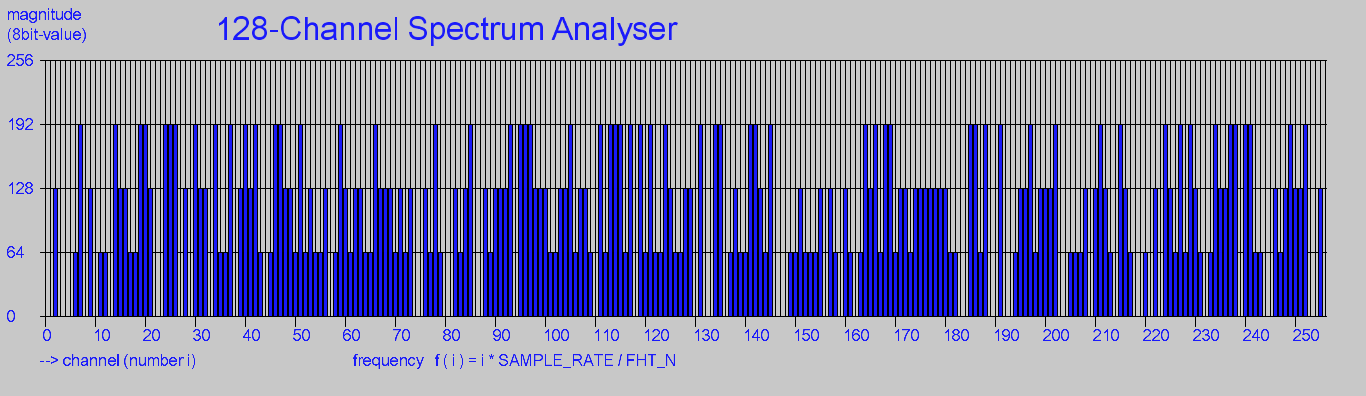 magnitude
(8bit-value)
128-Channel Spectrum Analyser
256
192
128
64
0
0 10 20 30 40 50 60 70 80 90 100 110 120 130 140 150 160 170 180 190 200 210 220 230 240 250
--> channel (number i) frequency f ( i ) = i * SAMPLE_RATE / FHT_N